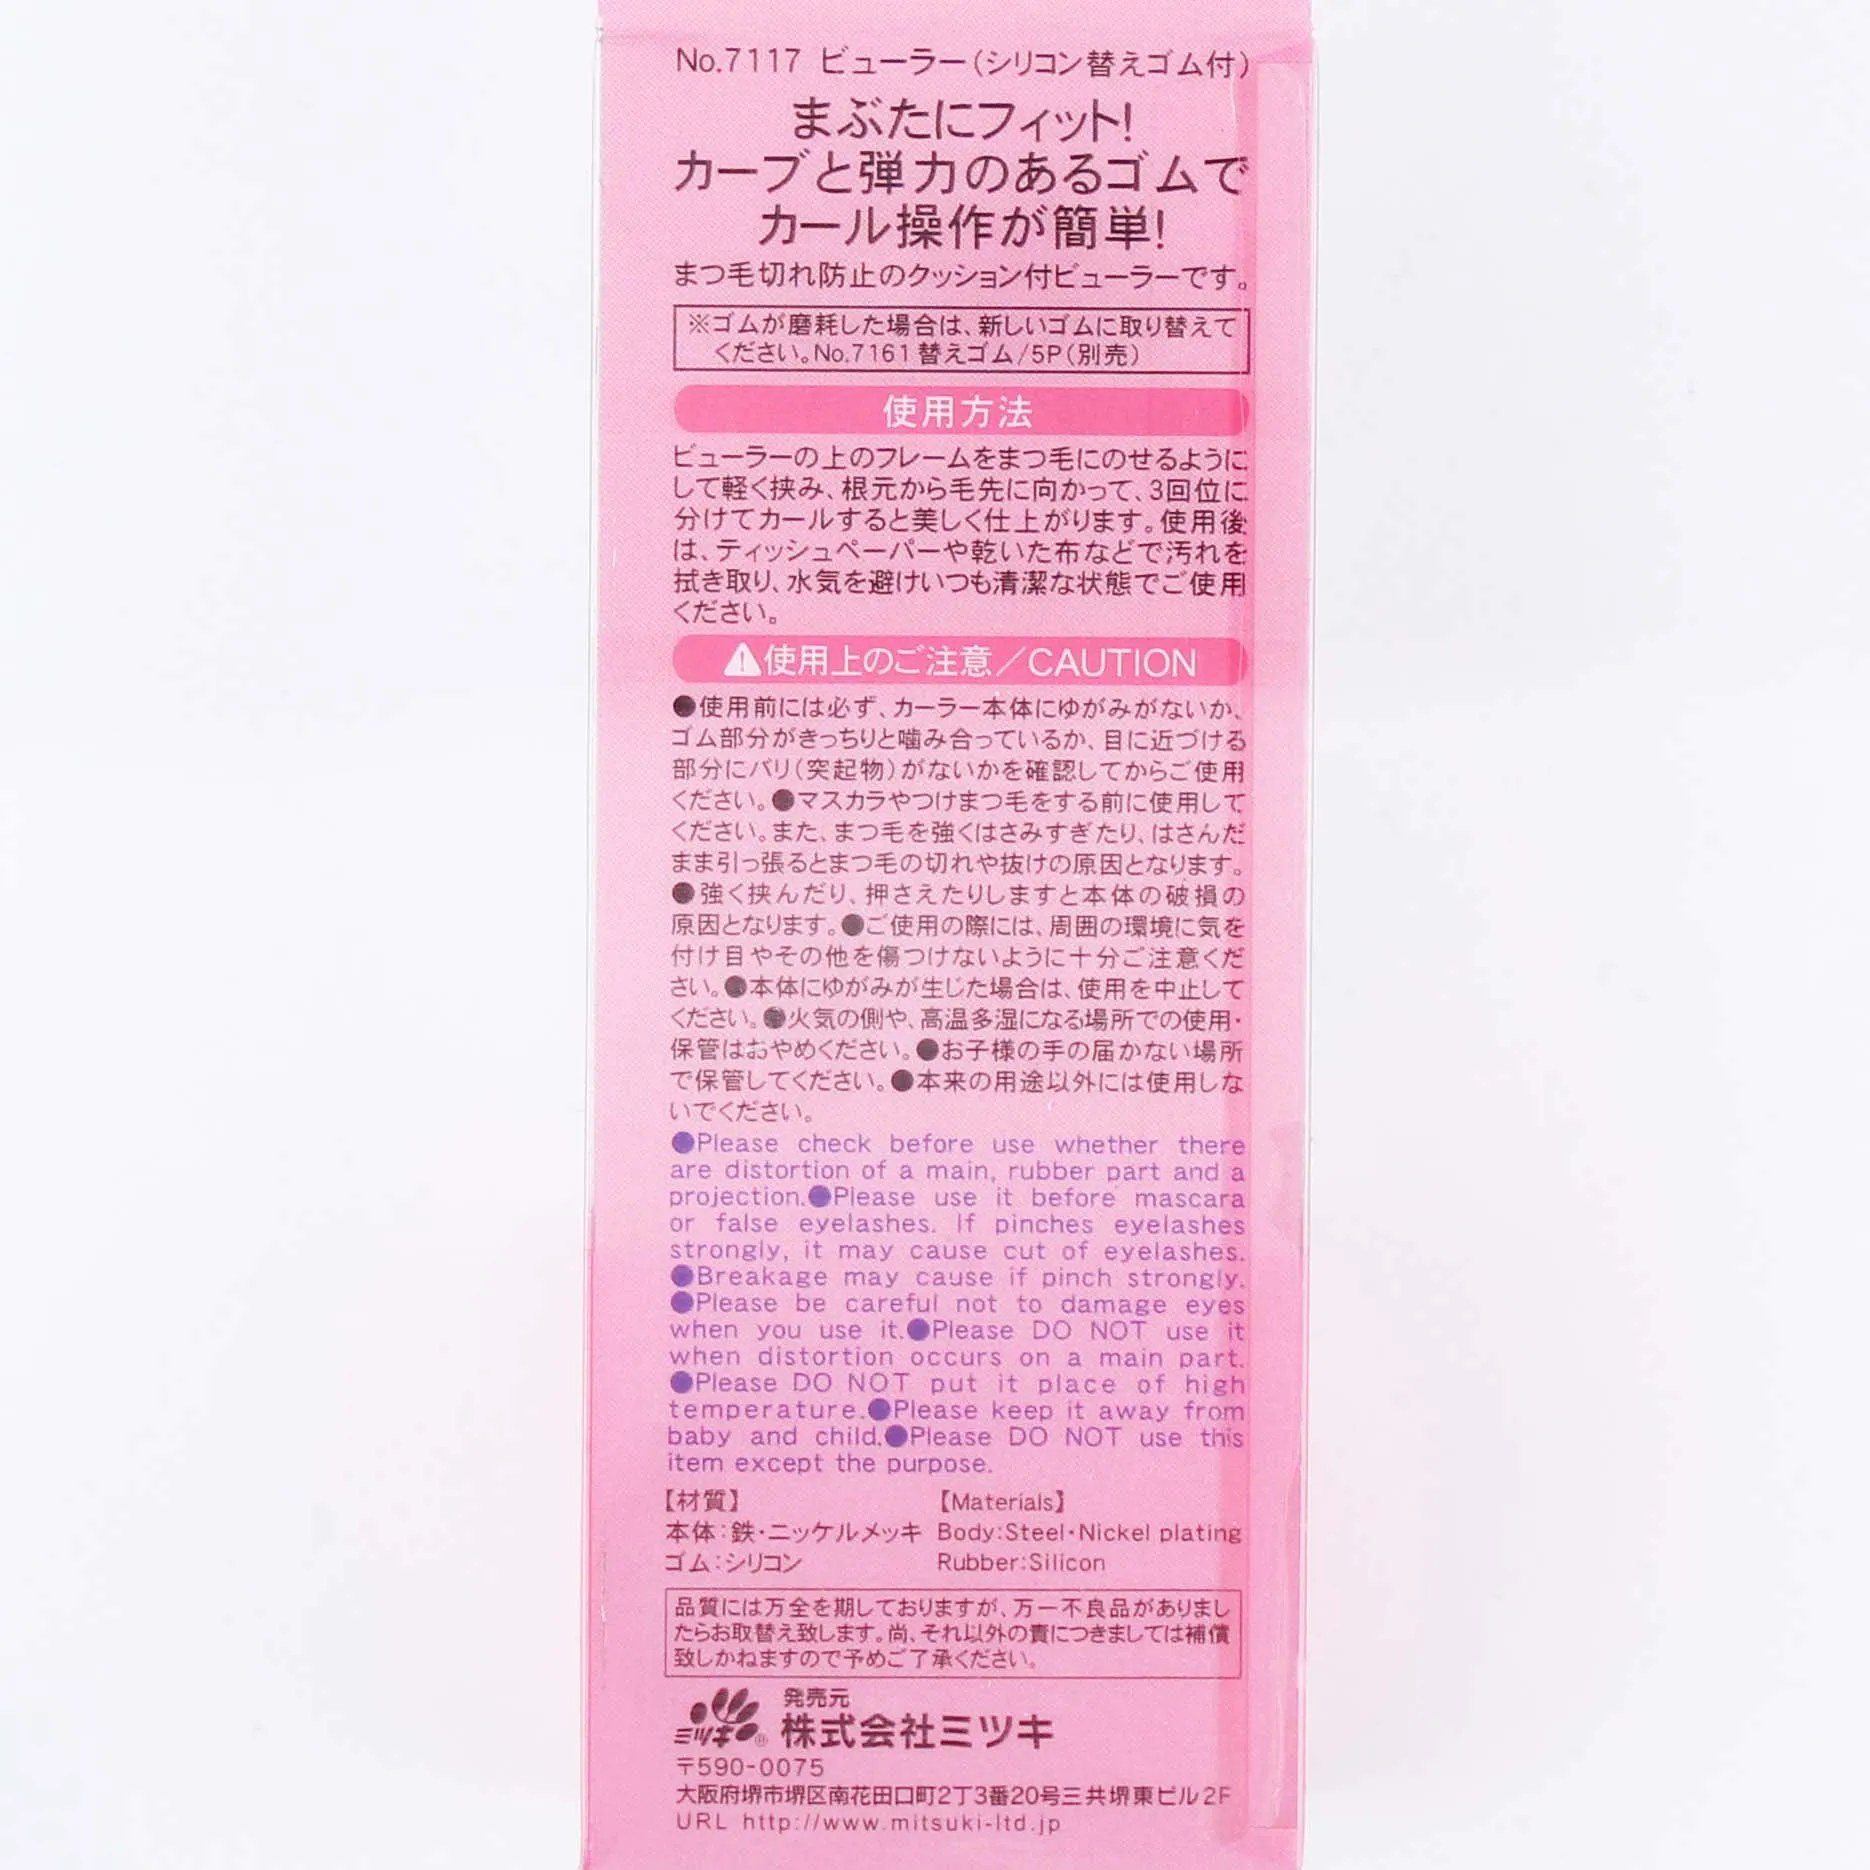 No.7117 ビューラー(シリコン替えゴム付)
まぶたにフィット!
カーブと弾力のあるゴムで
カール操作が簡単!
まつ毛切れ防止のクッション付ビューラーです。
※ゴムが磨耗した場合は、新しいゴムに取り替えて
ください。No.7161 替えゴム/5P(別売)
使用方法
ビューラーの上のフレームをまつ毛にのせるように
して軽く挟み、根元から毛先に向かって、3回位に
分けてカールすると美しく仕上がります。使用後
は、ティッシュペーパーや乾いた布などで汚れを
拭き取り、水気を避けいつも清潔な状態でご使用
ください。
使用上のご注意/CAUTION
●使用前には必ず、カーラー本体にゆがみがないか、
ゴム部分がきっちりと噛み合っているか、目に近づける
部分にバリ(突起物)がないかを確認してからご使用
ください。●マスカラやつけまつ毛をする前に使用して
ください。また、まつ毛を強くはさみすぎたり、はさんだ
まま引っ張るとまつ毛の切れや抜けの原因となります。
●強く挟んだり、押さえたりしますと本体の破損の
原因となります。●ご使用の際には、周囲の環境に気を
付け目やその他を傷つけないように十分ご注意くだ
さい。●本体にゆがみが生じた場合は、使用を中止して
ください。●火気の側や、高温多湿になる場所での使用・
保管はおやめください。●お子様の手の届かない場所
で保管してください。●本来の用途以外には使用しな
いでください。
●Please check before use whether there
are distortion of a main, rubber part and a
projection.●Please use it before mascara
or false eyelashes. If pinches eyelashes
strongly, it may cause cut of eyelashes.
●Breakage may cause if pinch strongly.
●Please be careful not to damage eyes
when you use it.●Please DO NOT use it
when distortion occurs on a main part.
●Please DO NOT put it place of high
temperature.●Please keep it away from
baby and child.●Please DO NOT use this
item except the purpose.
【材質】 【Materials】
本体:鉄・ニッケルメッキ Body:Steel・Nickel plating
ゴム:シリコン Rubber:Silicon
品質には万全を期しておりますが、万一不良品がありまし
たらお取替え致します。尚、それ以外の責につきましては補償
致しかねますので予めご了承ください。
発売元
ミツキ® 株式会社ミツキ
〒590-0075
大阪府堺市堺区南花田口町2丁3番20号三共堺東ビル2F
URL http://www.mitsuki-ltd.jp